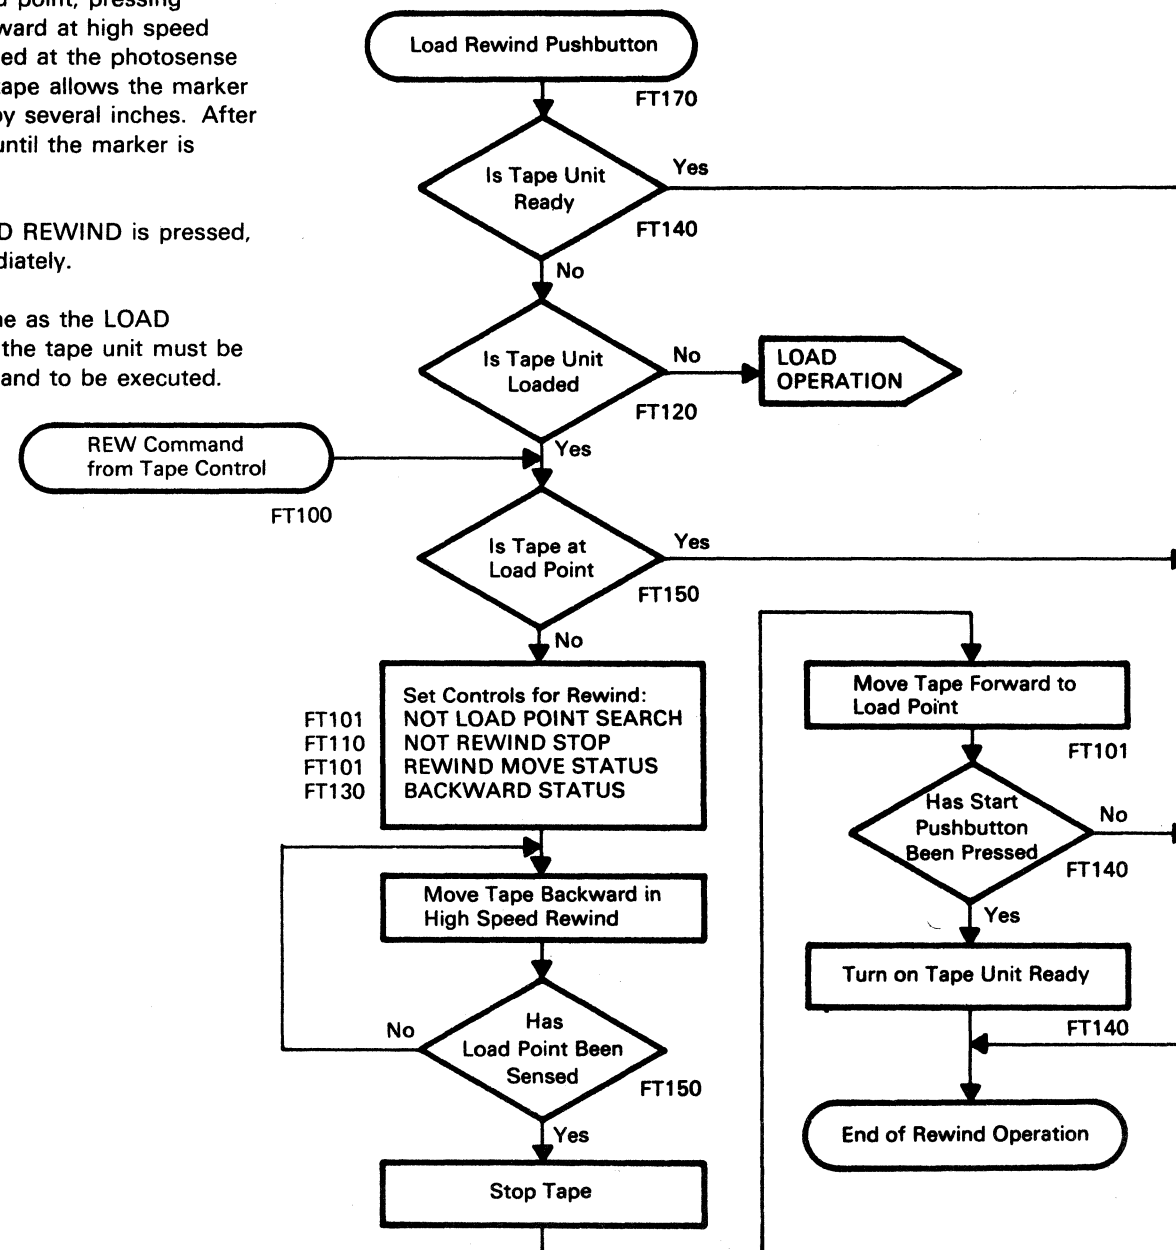 point, pressing
ward at high speed
ed at the photosense
tape allows the marker
by several inches. After
until the marker is
D REWIND is pressed,
diately.
ne as the LOAD
the tape unit must be
and to be executed.
Load Rewind Pushbutton
FT170
Is Tape Unit
Ready
Yes
FT140
No
Is Tape Unit
Loaded
No
FT120
LOAD
OPERATION
Yes
REW Command
from Tape Control
FT100
Is Tape at
Load Point
Yes
FT150
No
Set Controls for Rewind:
FT101 NOT LOAD POINT SEARCH
FT110 NOT REWIND STOP
FT101 REWIND MOVE STATUS
FT130 BACKWARD STATUS
Move Tape Backward in
High Speed Rewind
Has
Load Point Been
Sensed
No
FT150
Yes
Stop Tape
Move Tape Forward to
Load Point
FT101
Has Start
Pushbutton
Been Pressed
No
FT140
Yes
Turn on Tape Unit Ready
FT140
End of Rewind Operation